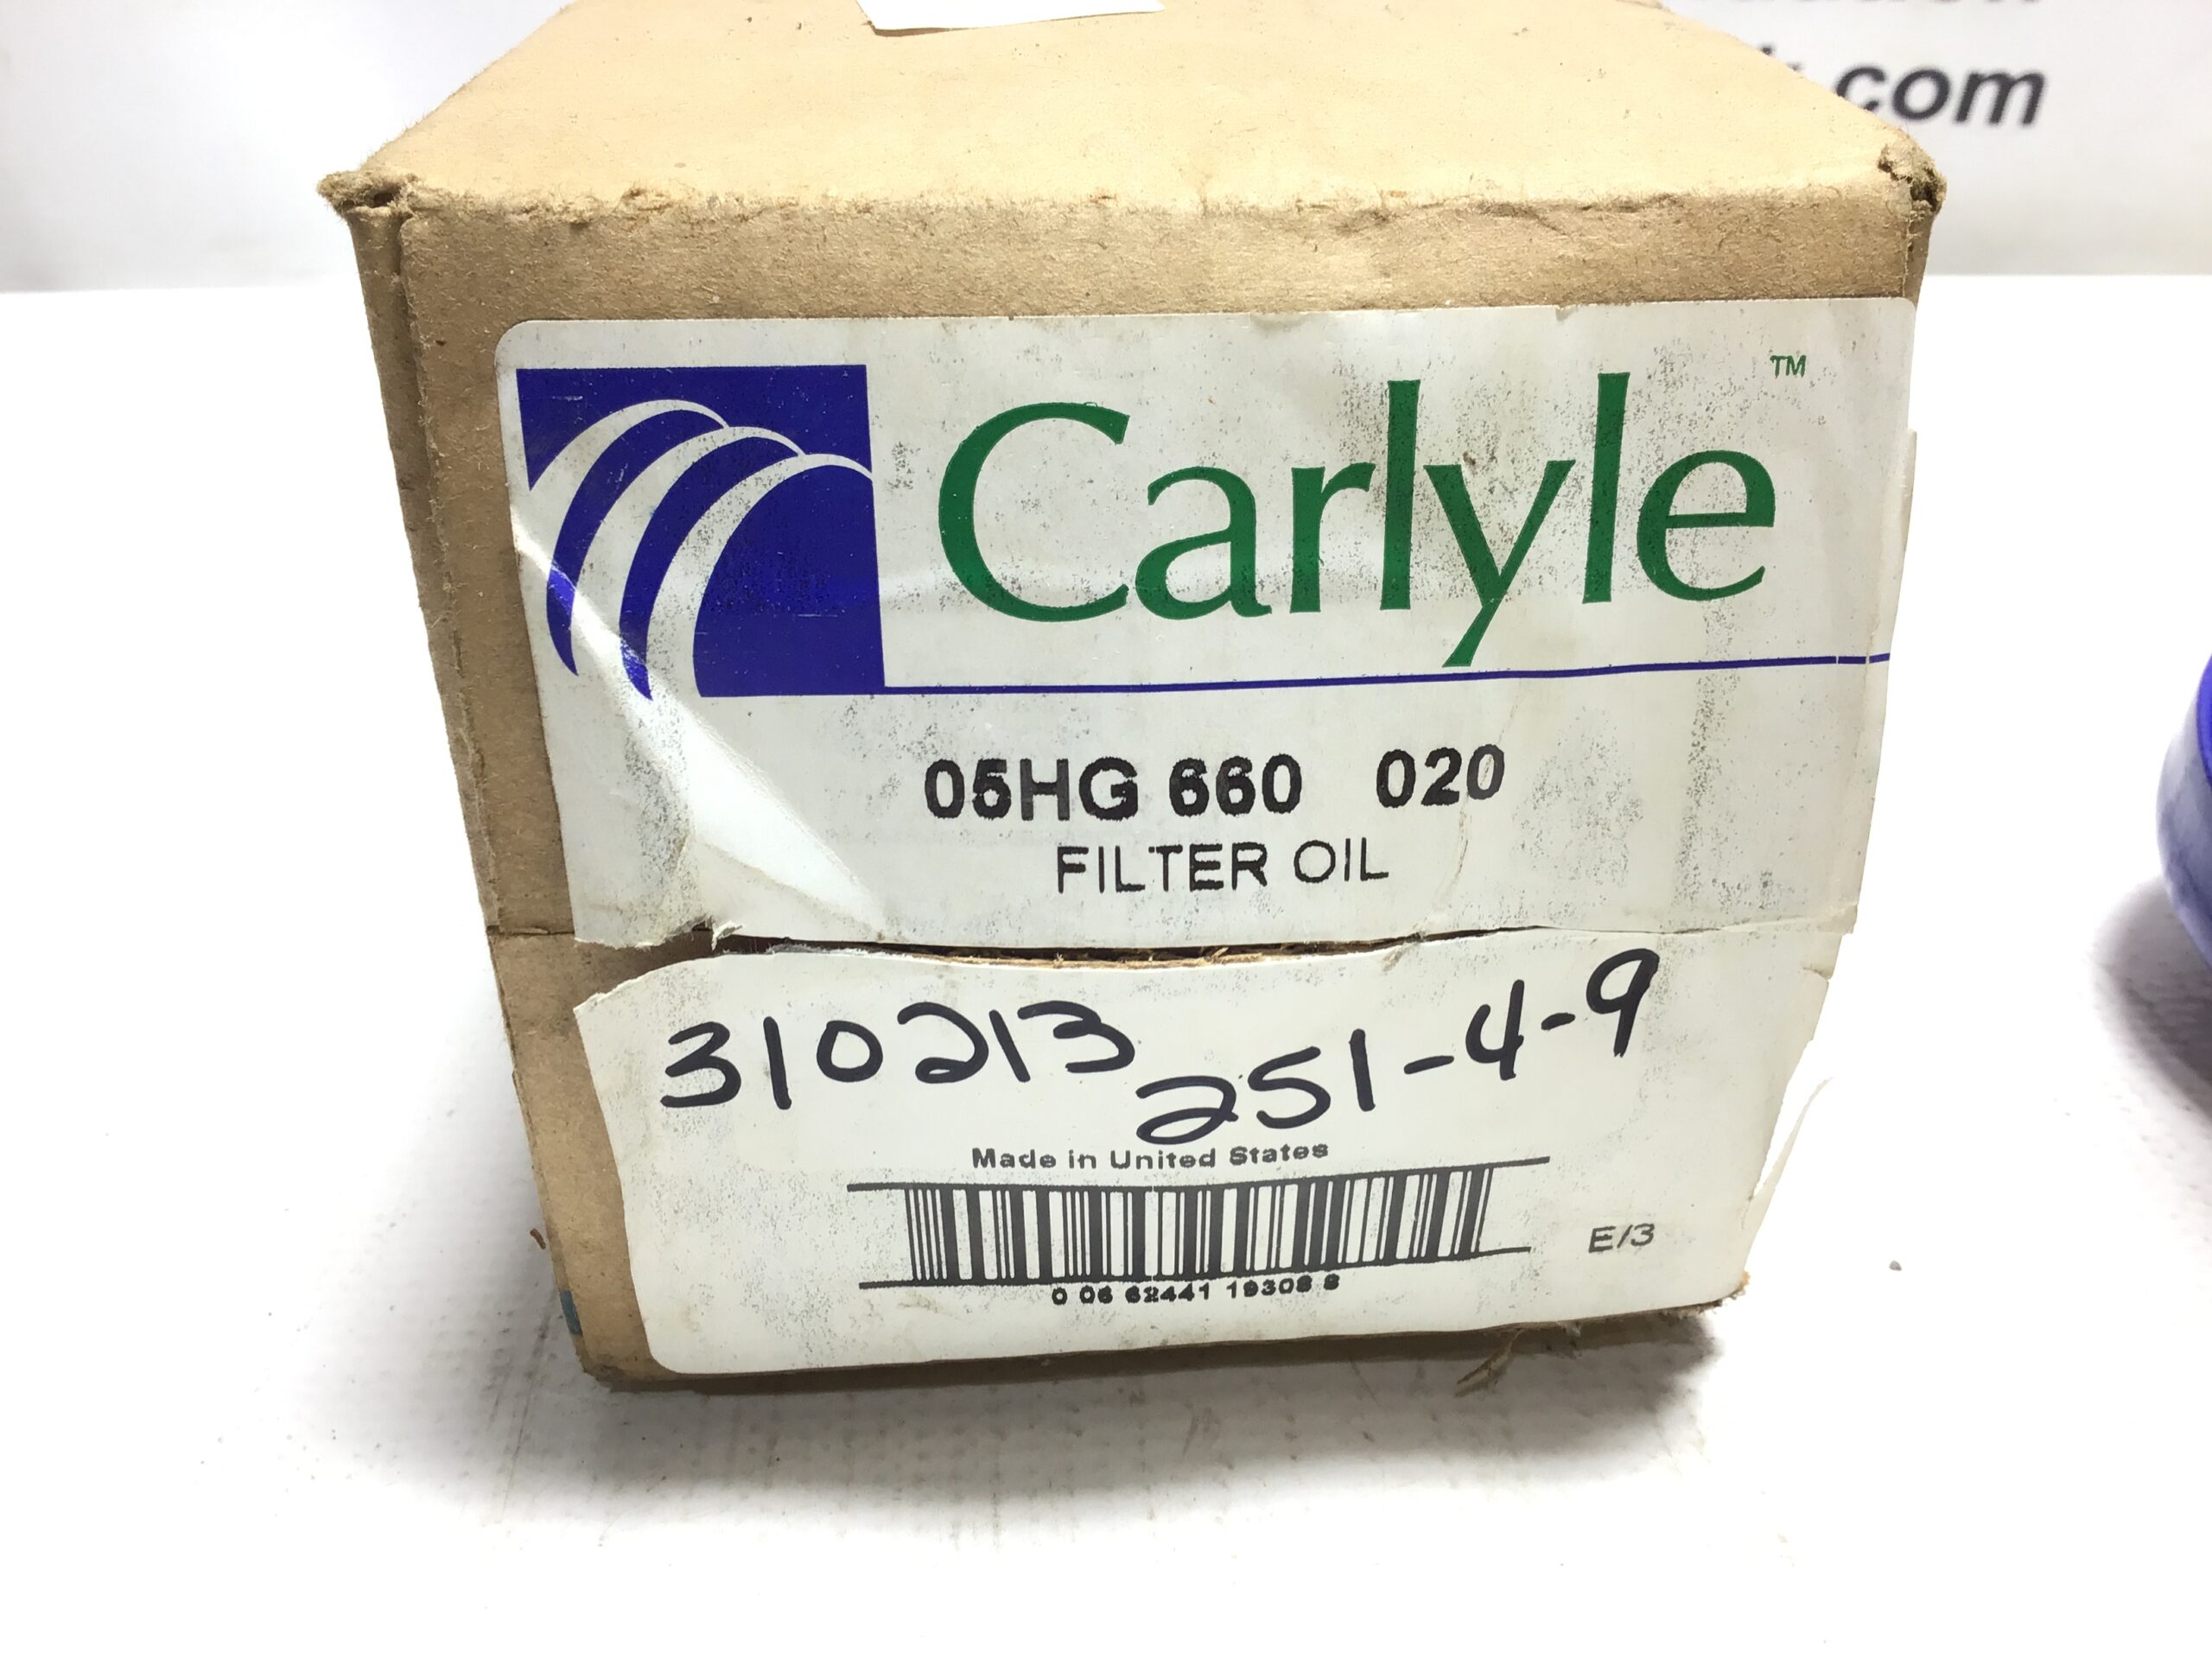 .com
Carlyle™
05HG 660 020
FILTER OIL
310213 251-4-9
Made in United States
E/3
0 06 62441 19308 8